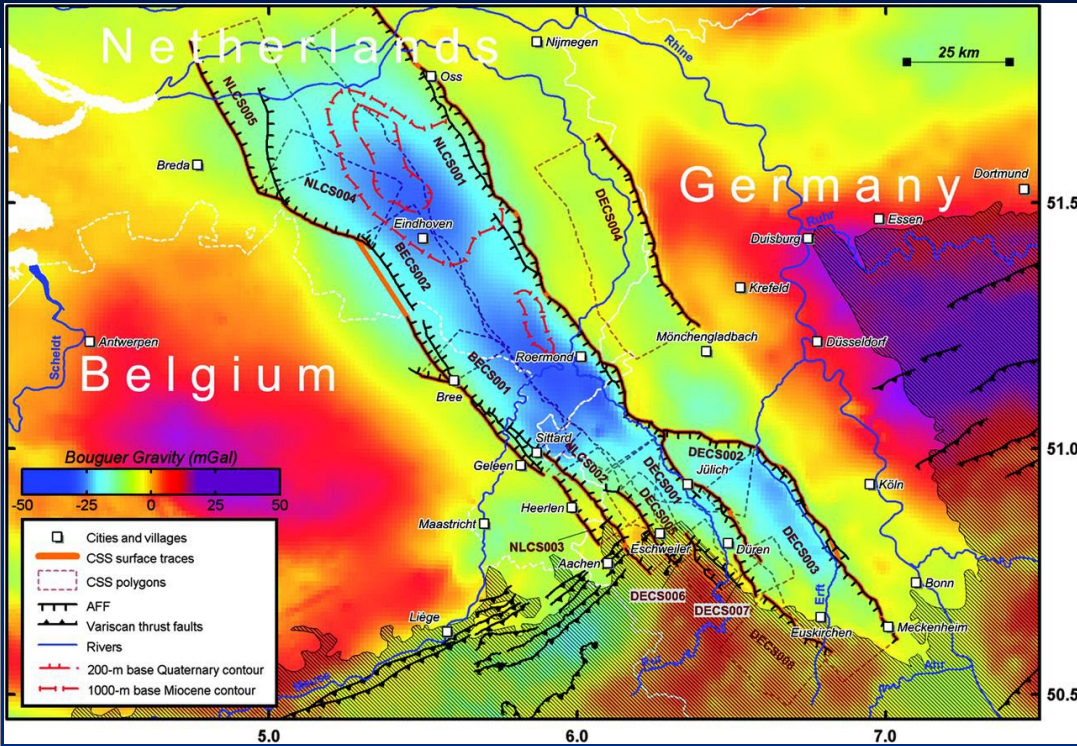 Netherlands
Nijmegen
Rhine
25 km
Oss
NLCS005
NLCS001
Breda
NLCS004
DECS004
Germany
Dortmund
51.5
Essen
Ruhr
Duisburg
Eindhoven
BECS002
Krefeld
Antwerpen
Scheldt
Mönchengladbach
Düsseldorf
Roermond
Belgium
BECS001
Bree
51.0
Sittard
DECS002
Jülich
Geleen
NLCS002
DECS001
Köln
Bouguer Gravity (mGal)
-50 -25 0 25 50
Heerlen
DECS005
Maastricht
NLCS003
Eschweiler
Düren
DECS003
Aachen
Bonn
DECS006
DECS007
Erft
Liége
Euskirchen
Meckenheim
DECS008
Rur
Ahr
Meuse
50.5
Cities and villages
CSS surface traces
CSS polygons
AFF
Variscan thrust faults
Rivers
200-m base Quaternary contour
1000-m base Miocene contour
5.0 6.0 7.0